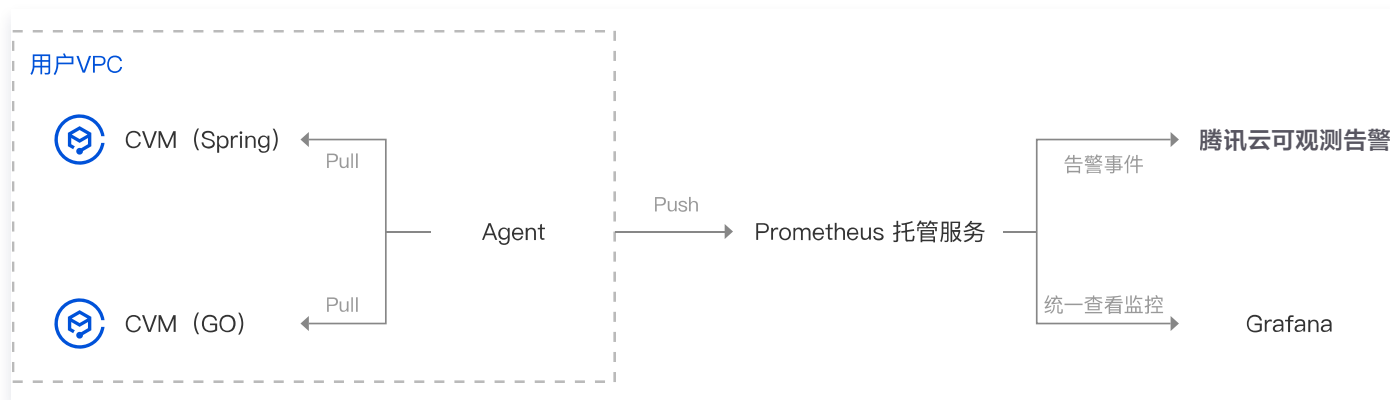 用户VPC
CVM（Spring）
Pull
Agent
Pull
CVM（GO）
Push
Prometheus 托管服务
告警事件
腾讯云可观测告警
统一查看监控
Grafana